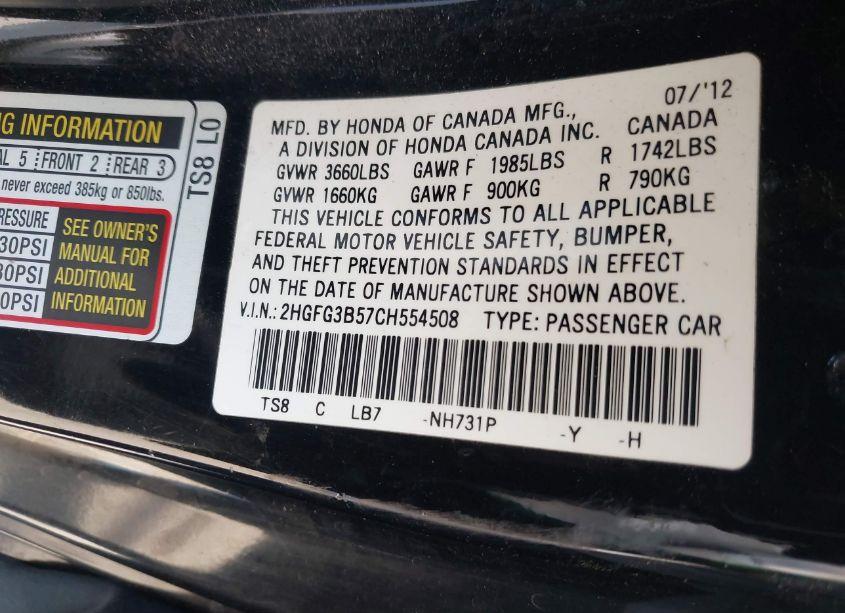 NG INFORMATION
AL 5 FRONT 2 REAR 3
never exceed 385kg or 850lbs.
RESSURE
30PSI
30PSI
0PSI
SEE OWNER'S
MANUAL FOR
ADDITIONAL
INFORMATION
TS8 L0
07/'12
MFD. BY HONDA OF CANADA MFG.,
A DIVISION OF HONDA CANADA INC. CANADA
GVWR 3660LBS GAWR F 1985LBS R 1742LBS
GVWR 1660KG GAWR F 900KG R 790KG
THIS VEHICLE CONFORMS TO ALL APPLICABLE
FEDERAL MOTOR VEHICLE SAFETY, BUMPER,
AND THEFT PREVENTION STANDARDS IN EFFECT
ON THE DATE OF MANUFACTURE SHOWN ABOVE.
V.I.N.: 2HGFG3B57CH554508 TYPE: PASSENGER CAR
TS8 C LB7 -NH731P -Y -H